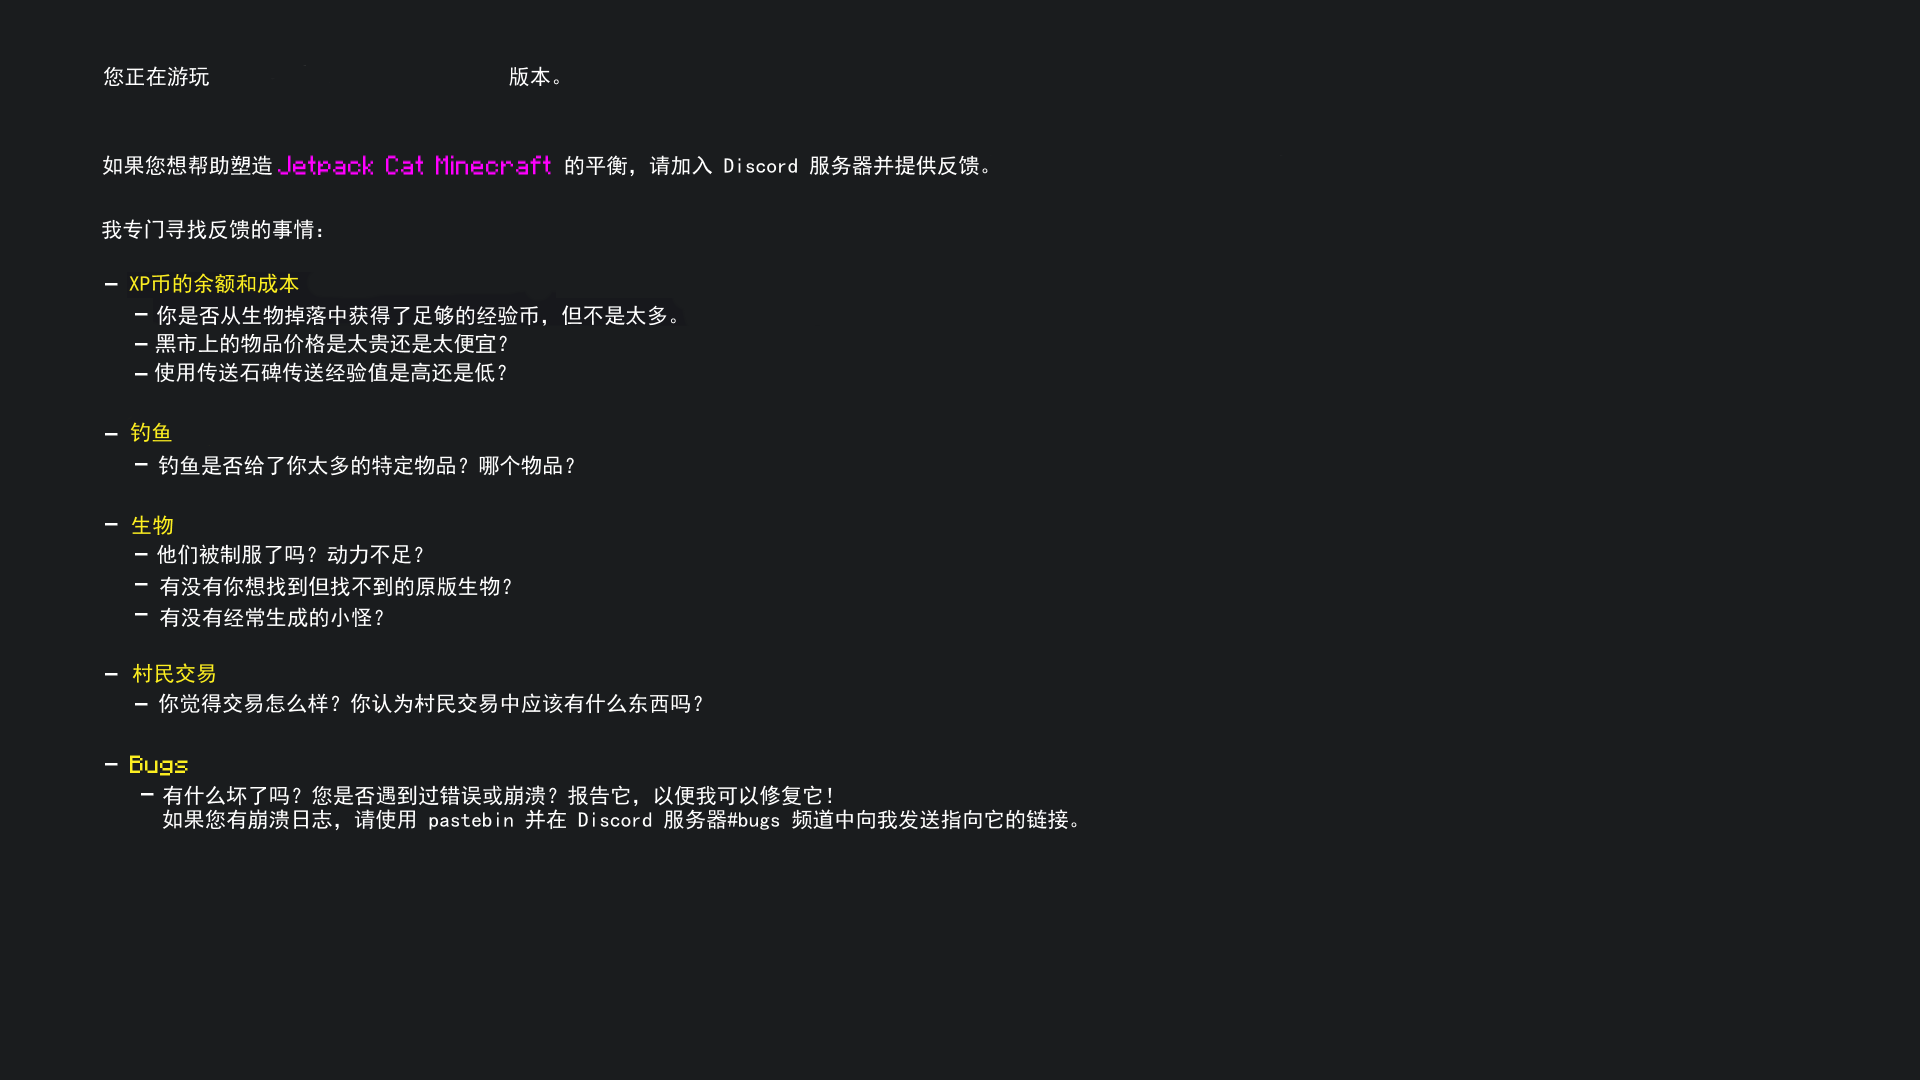 您正在游玩 版本。
如果您想帮助塑造 Jetpack Cat Minecraft 的平衡，请加入 Discord 服务器并提供反馈。
我专门寻找反馈的事情：
– XP币的余额和成本
– 你是否从生物掉落中获得了足够的经验币，但不是太多。
– 黑市上的物品价格是太贵还是太便宜？
– 使用传送石碑传送经验值是高还是低？
– 钓鱼
– 钓鱼是否给了你太多的特定物品？哪个物品？
– 生物
– 他们被制服了吗？动力不足？
– 有没有你想找到但找不到的原版生物？
– 有没有经常生成的小怪？
– 村民交易
– 你觉得交易怎么样？你认为村民交易中应该有什么东西吗？
– Bugs
– 有什么坏了吗？您是否遇到过错误或崩溃？报告它，以便我可以修复它！
如果您有崩溃日志，请使用 pastebin 并在 Discord 服务器#bugs 频道中向我发送指向它的链接。